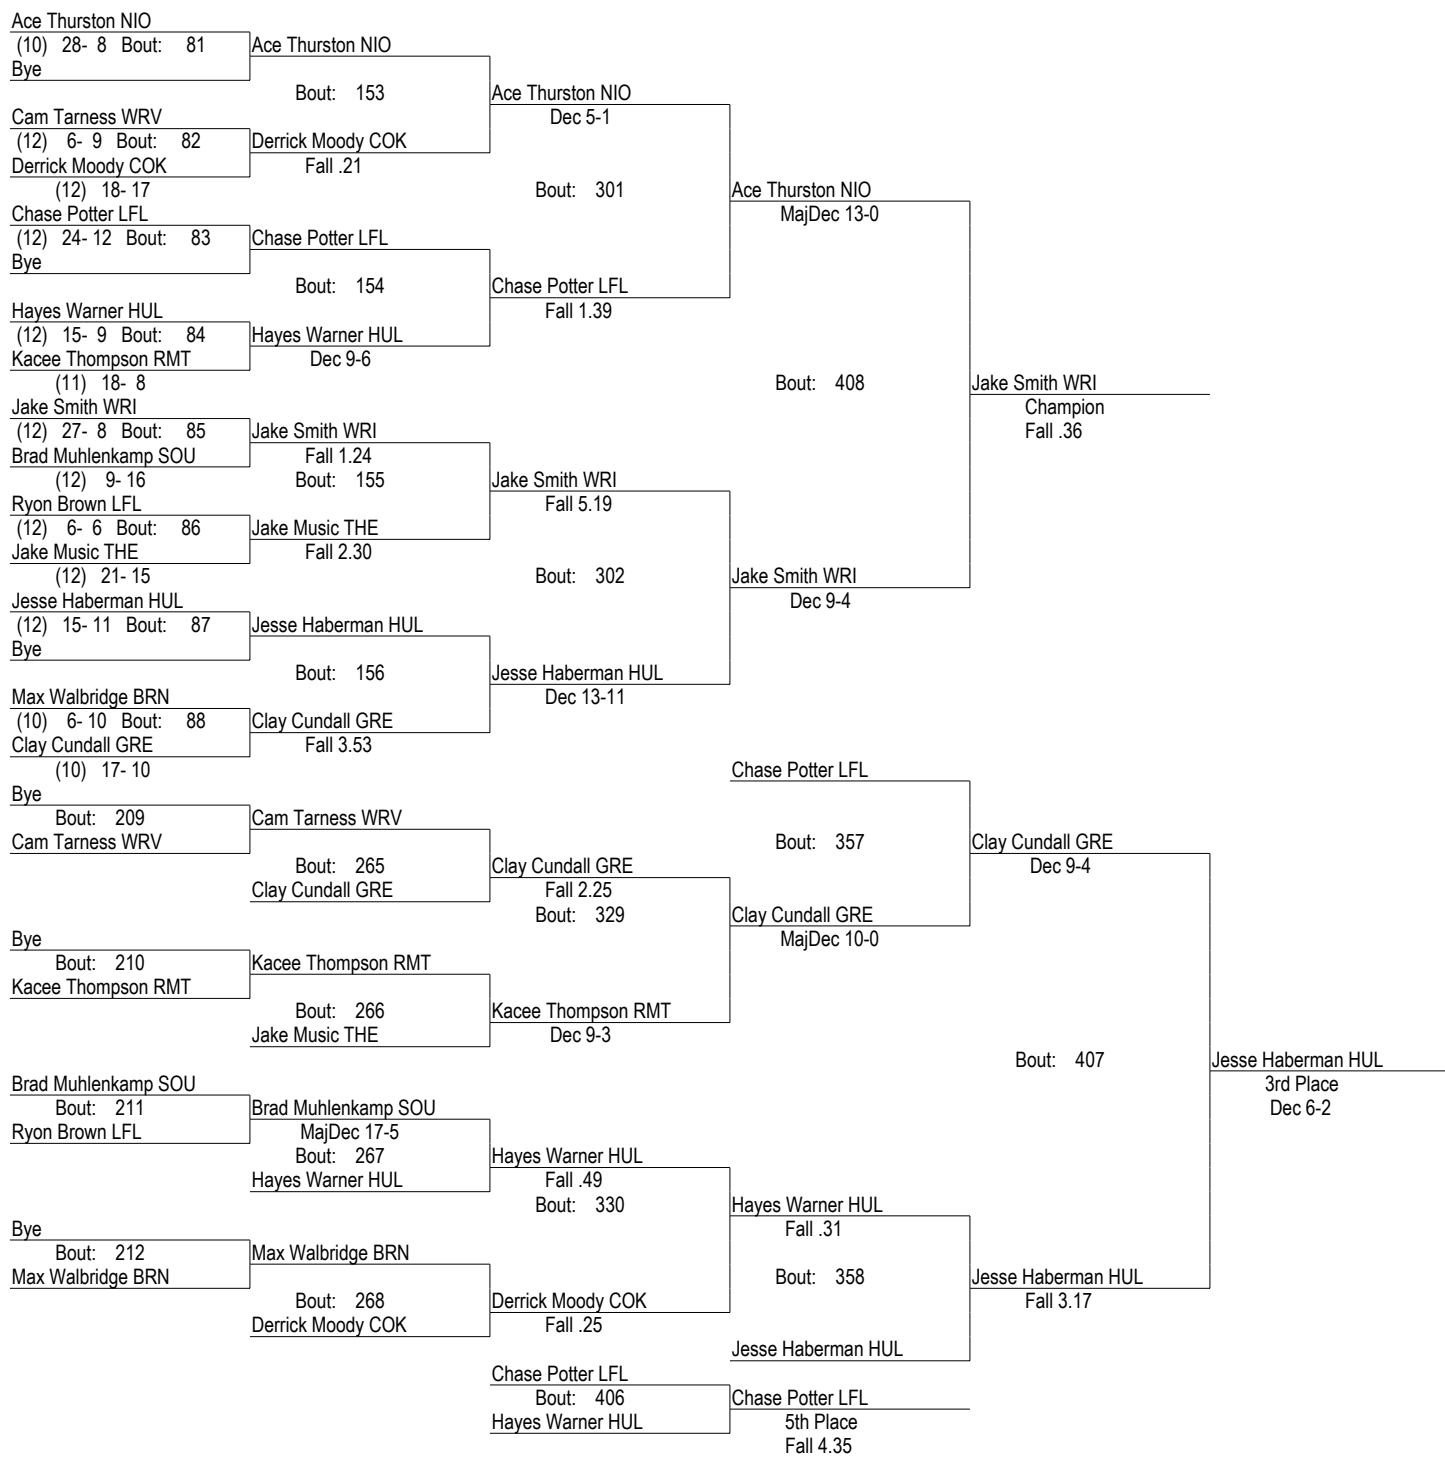 Ace Thurston NIO
(10) 28- 8 Bout: 81 Ace Thurston NIO
Bye
Bout: 153 Ace Thurston NIO
Cam Tarness WRV Dec 5-1
(12) 6- 9 Bout: 82 Derrick Moody COK
Derrick Moody COK Fall .21
(12) 18- 17 Bout: 301 Ace Thurston NIO
Chase Potter LFL MajDec 13-0
(12) 24- 12 Bout: 83 Chase Potter LFL
Bye
Bout: 154 Chase Potter LFL
Hayes Warner HUL Fall 1.39
(12) 15- 9 Bout: 84 Hayes Warner HUL
Kacee Thompson RMT Dec 9-6
(11) 18- 8 Bout: 408 Jake Smith WRI
Jake Smith WRI Champion
(12) 27- 8 Bout: 85 Jake Smith WRI Fall .36
Brad Muhlenkamp SOU Fall 1.24
(12) 9- 16 Bout: 155 Jake Smith WRI
Ryon Brown LFL Fall 5.19
(12) 6- 6 Bout: 86 Jake Music THE
Jake Music THE Fall 2.30
(12) 21- 15 Bout: 302 Jake Smith WRI
Jesse Haberman HUL Dec 9-4
(12) 15- 11 Bout: 87 Jesse Haberman HUL
Bye
Bout: 156 Jesse Haberman HUL
Max Walbridge BRN Dec 13-11
(10) 6- 10 Bout: 88 Clay Cundall GRE
Clay Cundall GRE Fall 3.53
(10) 17- 10 Chase Potter LFL
Bye
Bout: 209 Cam Tarness WRV
Cam Tarness WRV Bout: 357 Clay Cundall GRE
Bout: 265 Clay Cundall GRE Dec 9-4
Clay Cundall GRE Fall 2.25
Bout: 329 Clay Cundall GRE
Bye MajDec 10-0
Bout: 210 Kacee Thompson RMT
Kacee Thompson RMT
Bout: 266 Kacee Thompson RMT
Jake Music THE Dec 9-3
Bout: 407 Jesse Haberman HUL
Brad Muhlenkamp SOU 3rd Place
Bout: 211 Brad Muhlenkamp SOU Dec 6-2
Ryon Brown LFL MajDec 17-5
Bout: 267 Hayes Warner HUL
Hayes Warner HUL Fall .49
Bout: 330 Hayes Warner HUL
Bye Fall .31
Bout: 212 Max Walbridge BRN
Max Walbridge BRN Bout: 358 Jesse Haberman HUL
Bout: 268 Derrick Moody COK Fall 3.17
Derrick Moody COK Fall .25
Jesse Haberman HUL
Chase Potter LFL
Bout: 406 Chase Potter LFL
Hayes Warner HUL 5th Place
Fall 4.35